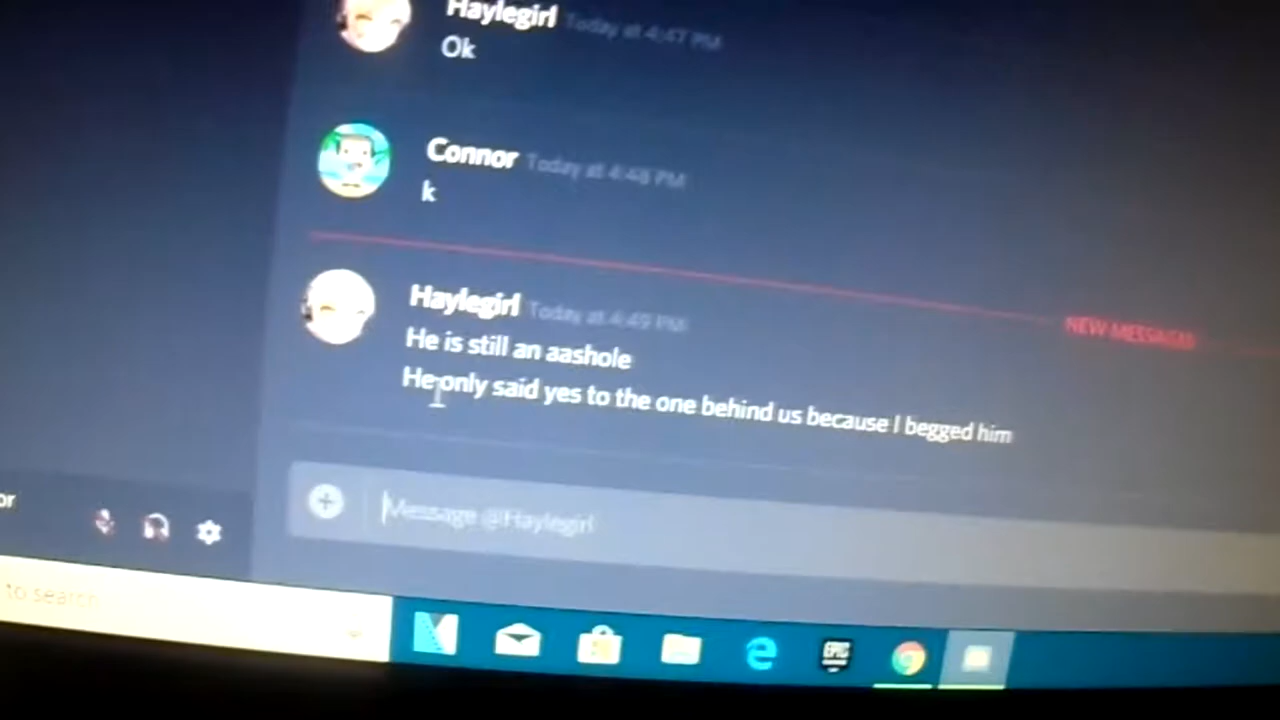 Haylegirl Today at 4:47 PM
Ok
Connor Today at 4:48 PM
k
NEW MESSAGES
Haylegirl Today at 4:49 PM
He is still an aashole
He only said yes to the one behind us because I begged him
Message @Haylegirl
or
to search
EPIC